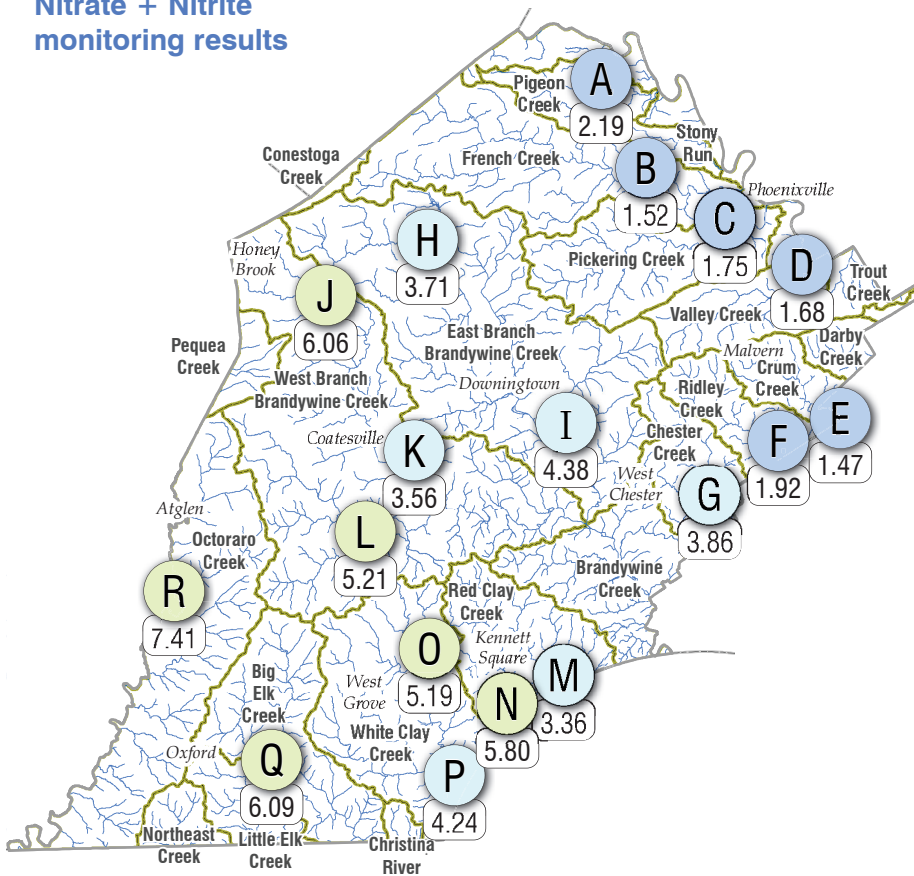 Nitrate + Nitrite
monitoring results
A
2.19
Pigeon
Creek
Stony
Run
French Creek
B
1.52
Conestoga
Creek
Phoenixville
C
1.75
H
3.71
Honey
Brook
Pickering Creek
D
1.68
Trout
Creek
J
6.06
Valley Creek
East Branch
Brandywine Creek
Darby
Creek
Pequea
Creek
Malvern
Crum
Creek
West Branch
Brandywine Creek
Downingtown
Ridley
Creek
E
1.47
I
4.38
Chester
Creek
F
1.92
Coatesville
K
3.56
West
Chester
G
3.86
Atglen
L
5.21
Octoraro
Creek
Brandywine
Creek
R
7.41
Red Clay
Creek
Kennett
Square
O
5.19
M
3.36
Big
Elk
Creek
West
Grove
N
5.80
White Clay
Creek
Oxford
Q
6.09
P
4.24
Northeast
Creek
Little Elk
Creek
Christina
River